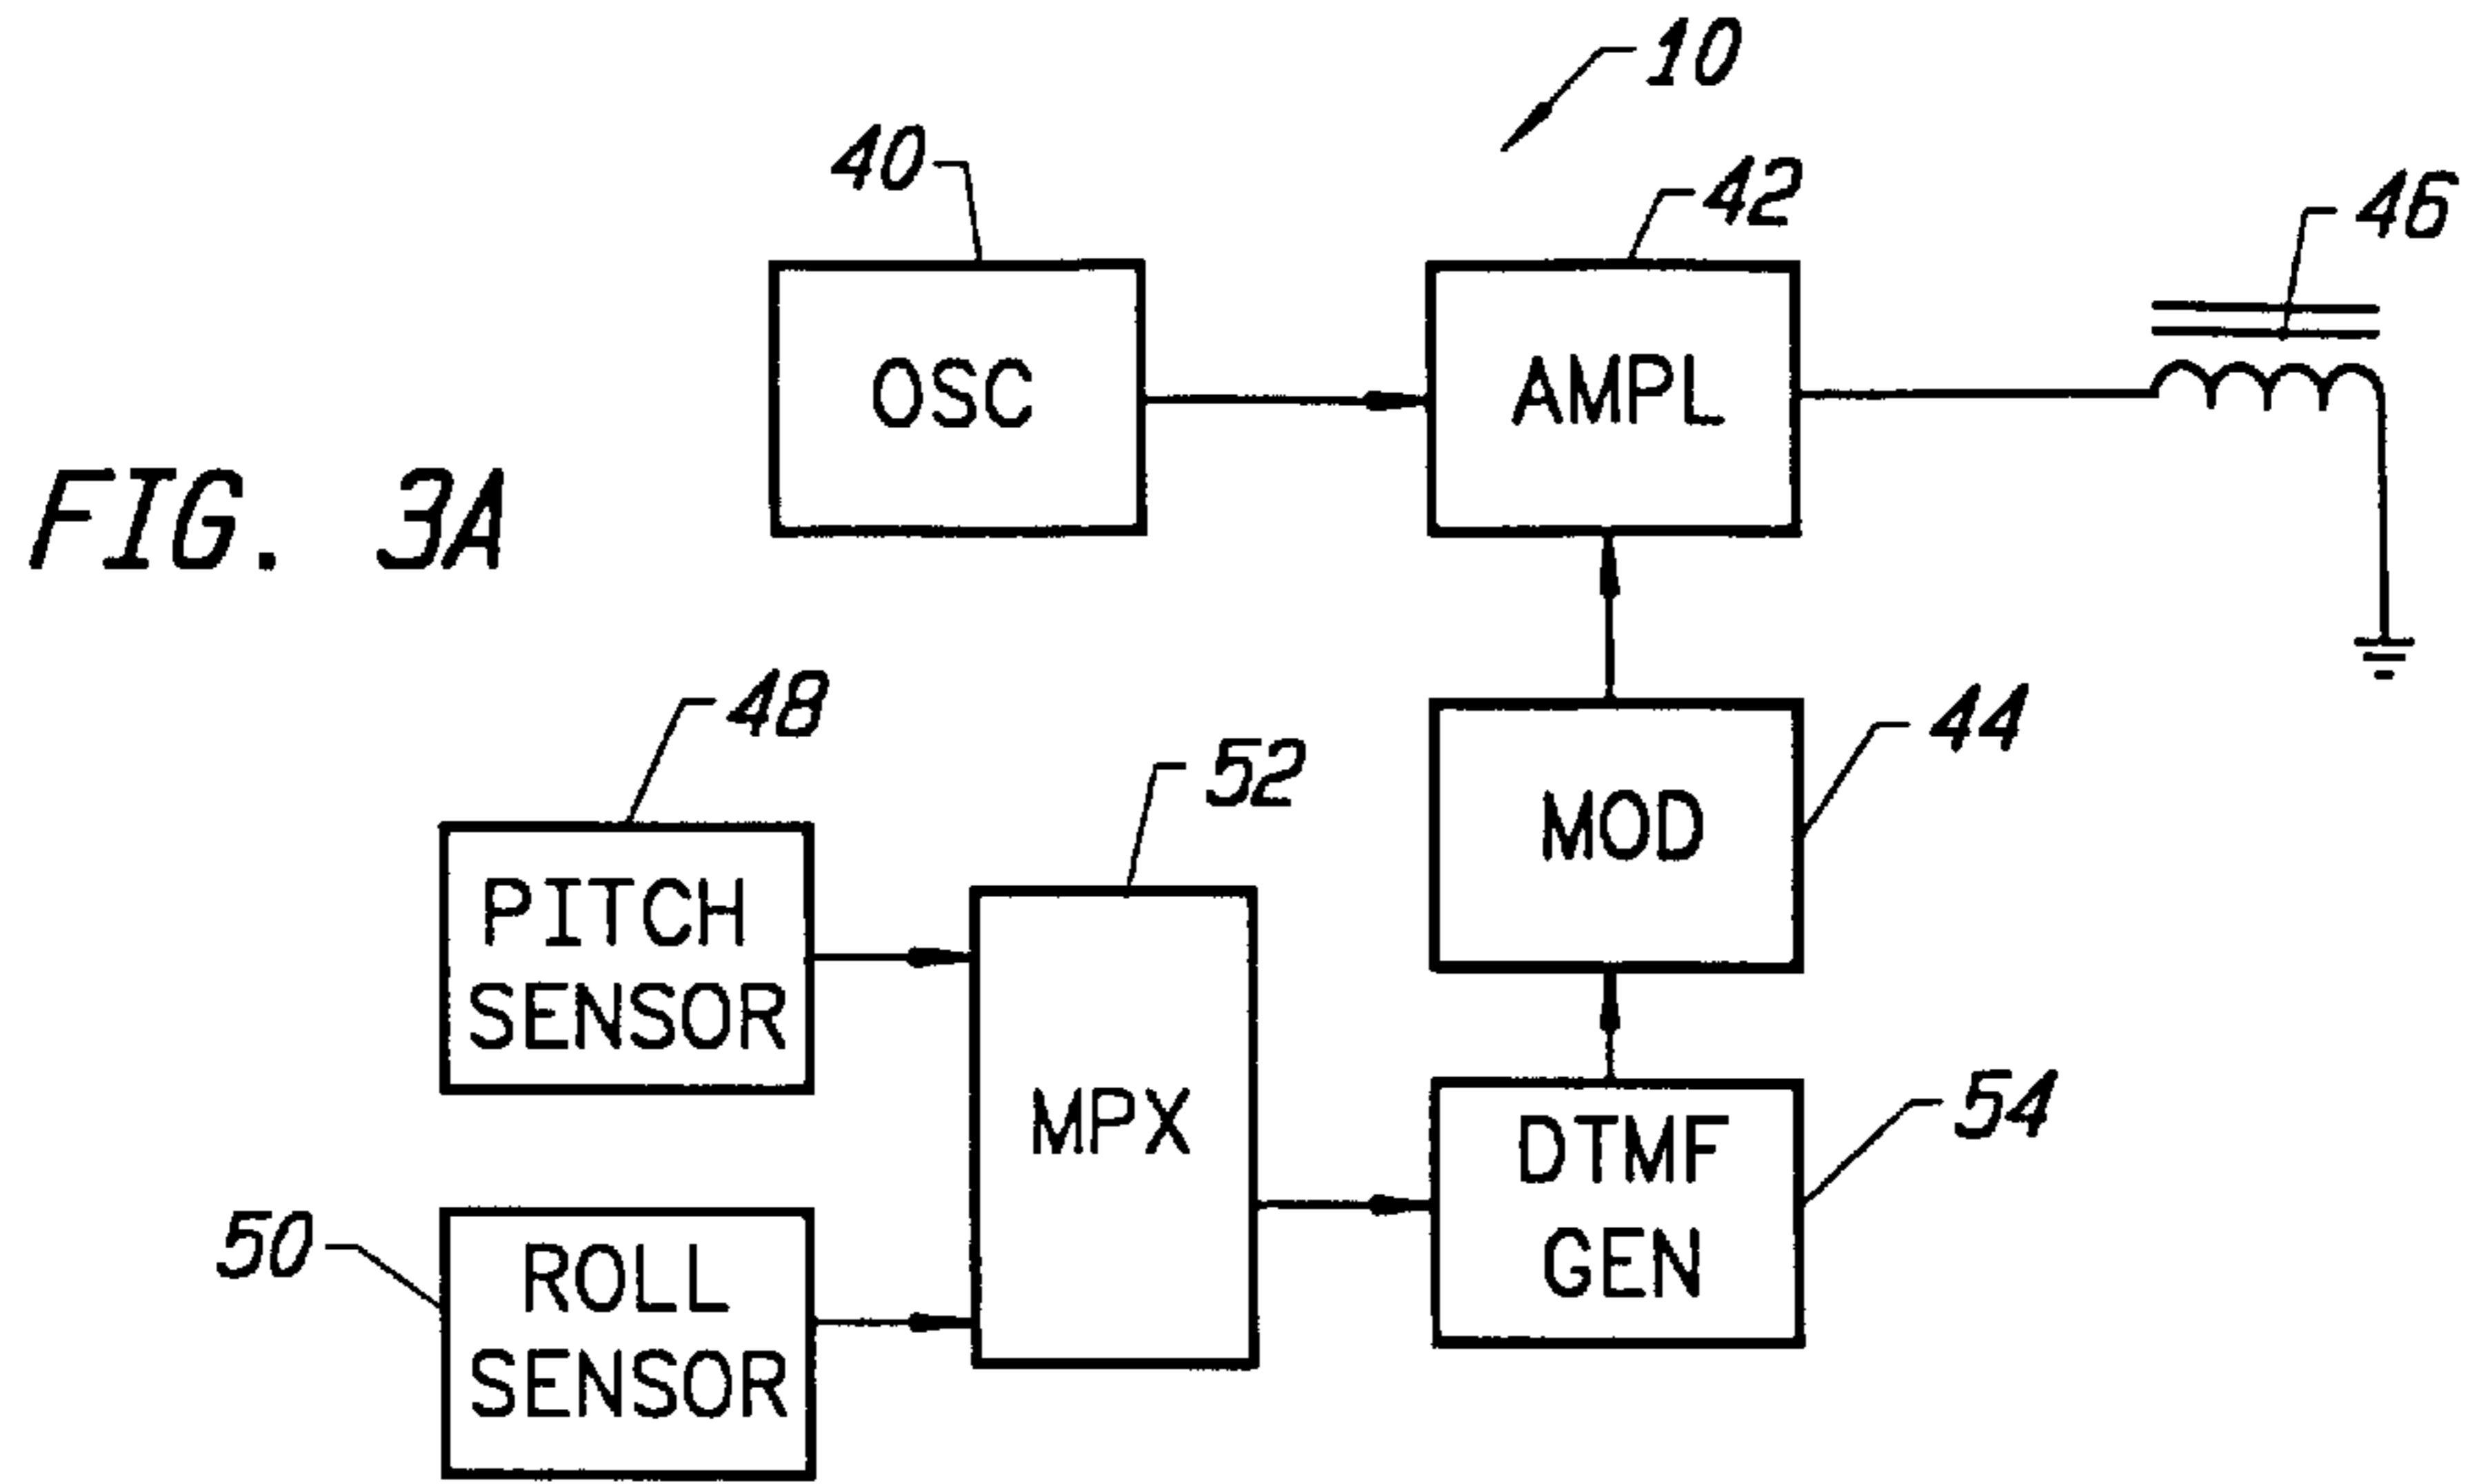 10
40
42
46
OSC
AMPL
FIG. 3A
48
52
44
MOD
PITCH
SENSOR
MPX
54
DTMF
GEN
50
ROLL
SENSOR